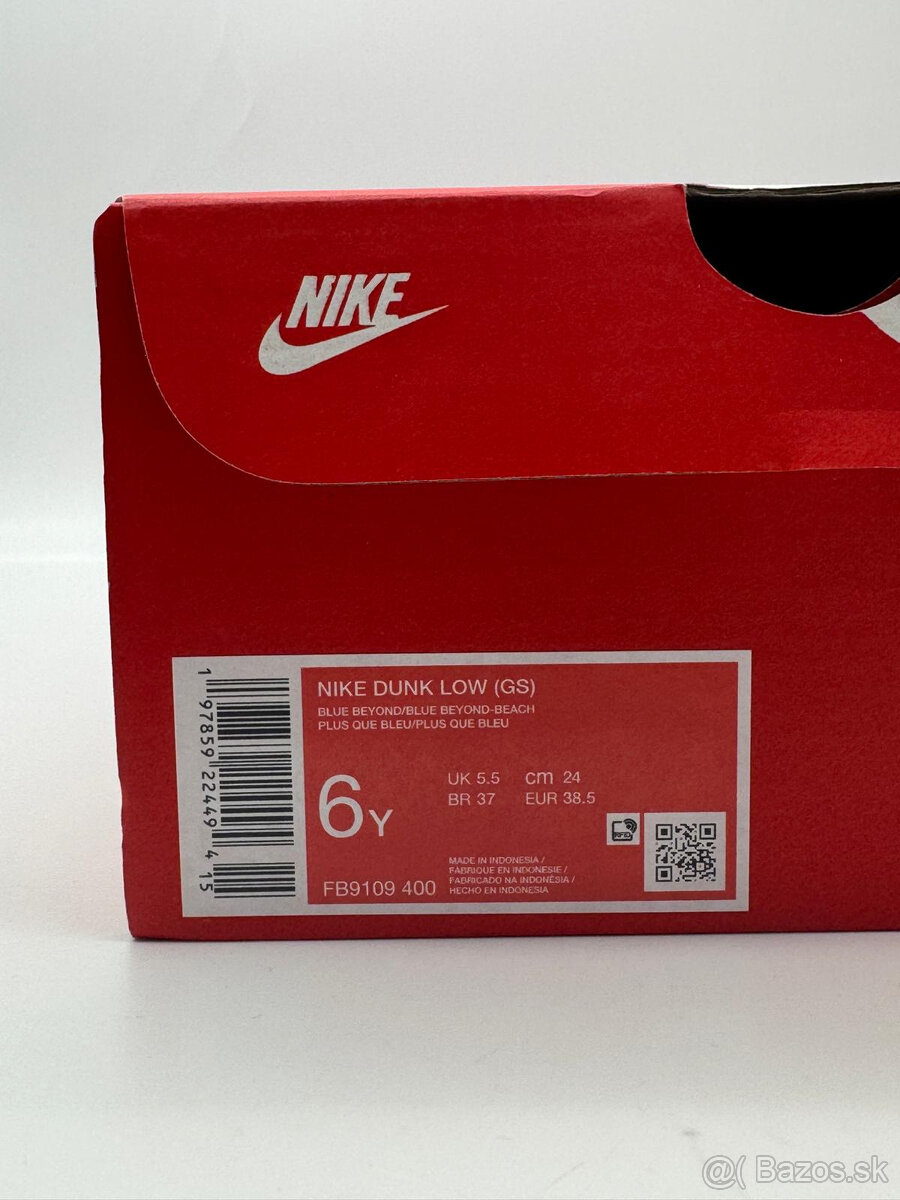 NIKE
NIKE DUNK LOW (GS)
BLUE BEYOND/BLUE BEYOND-BEACH
PLUS QUE BLEU/PLUS QUE BLEU
6Y
UK 5.5 cm 24
BR 37 EUR 38.5
FB9109 400
MADE IN INDONESIA /
FABRIQUE EN INDONESIE /
FABRICADO NA INDONÉSIA /
HECHO EN INDONESIA
1 97859 22449 4 15
@( Bazos.sk